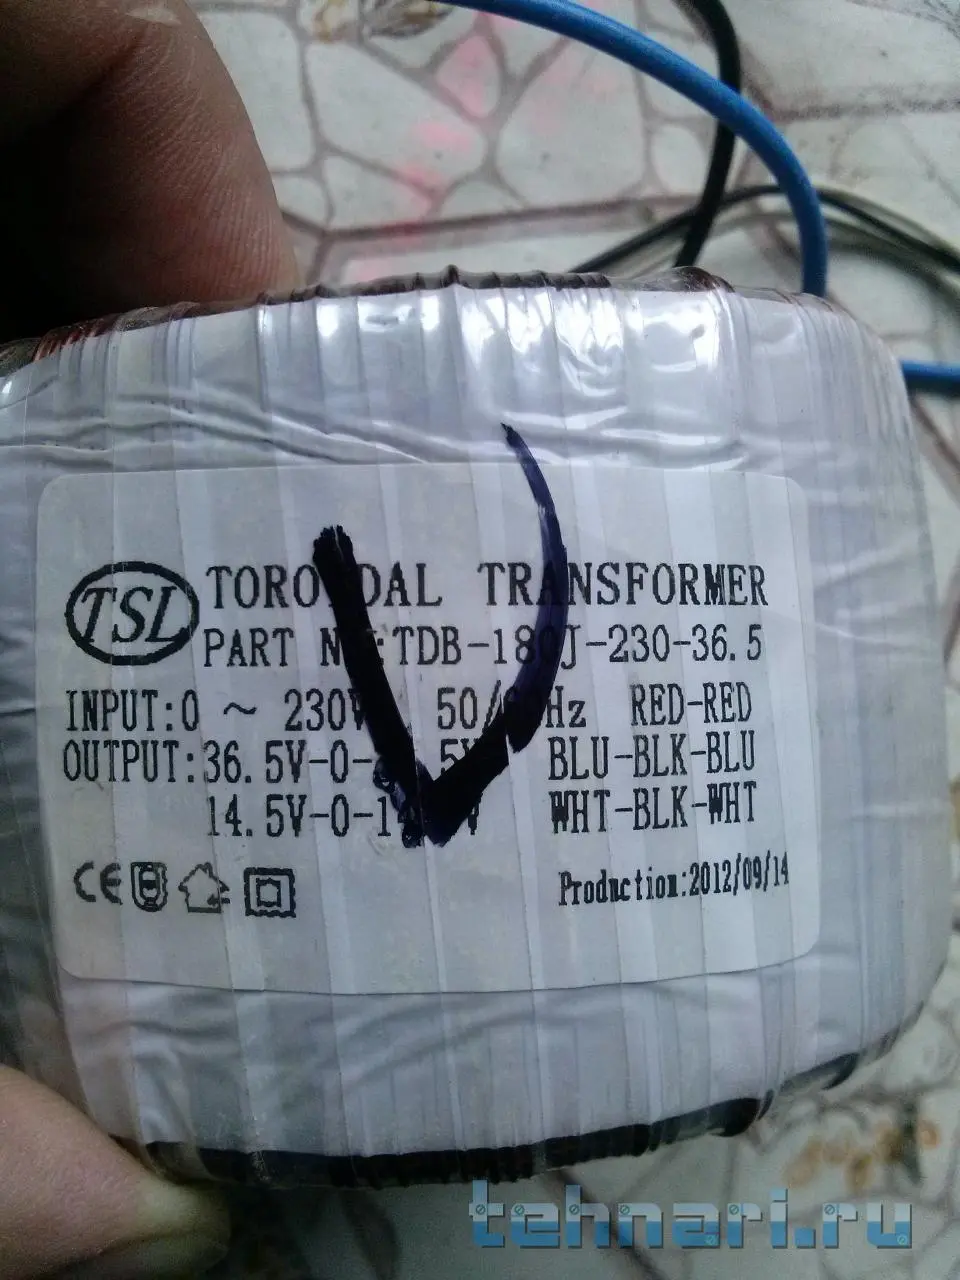 TSL
TOROIDAL TRANSFORMER
PART NO:TDB-180J-230-36.5
INPUT:0 ~ 230V 50/60Hz RED-RED
OUTPUT:36.5V-0-36.5V BLU-BLK-BLU
14.5V-0-14.5V WHT-BLK-WHT
CE
Production:2012/09/14
tehnari.ru